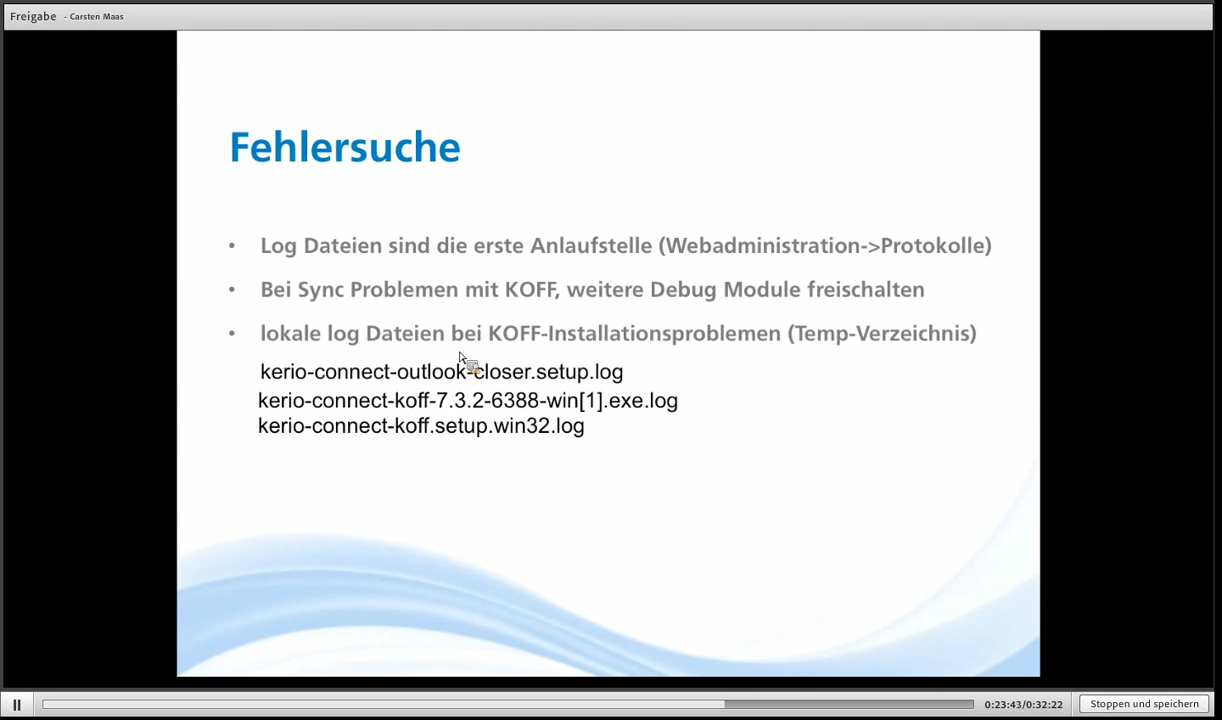 Freigabe - Carsten Maas
Fehlersuche
• Log Dateien sind die erste Anlaufstelle (Webadministration->Protokolle)
• Bei Sync Problemen mit KOFF, weitere Debug Module freischalten
• lokale log Dateien bei KOFF-Installationsproblemen (Temp-Verzeichnis)
kerio-connect-outlook-closer.setup.log
kerio-connect-koff-7.3.2-6388-win[1].exe.log
kerio-connect-koff.setup.win32.log
0:23:43/0:32:22 Stoppen und speichern